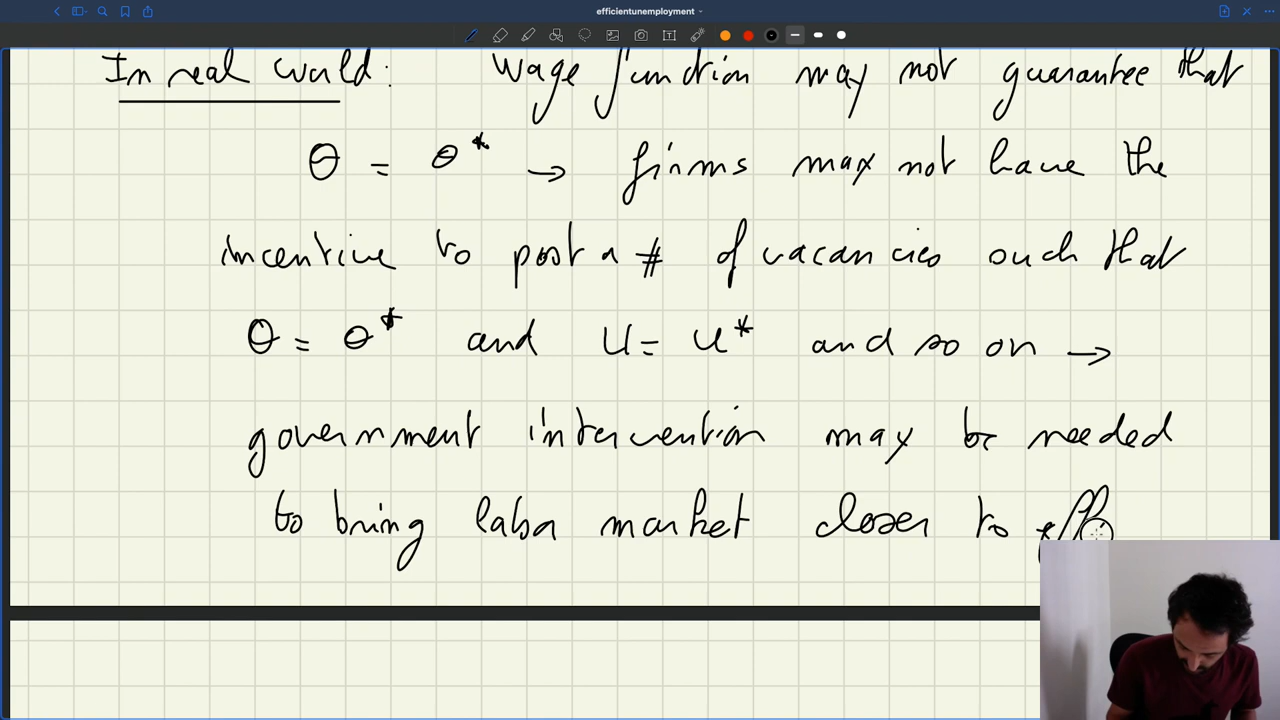 efficientunemployment
In real world: wage function may not guarantee that
θ = θ* → firms may not have the
incentive to post a # of vacancies such that
θ = θ* and u = u* and so on →
government intervention may be needed
to bring labor market closer to eff